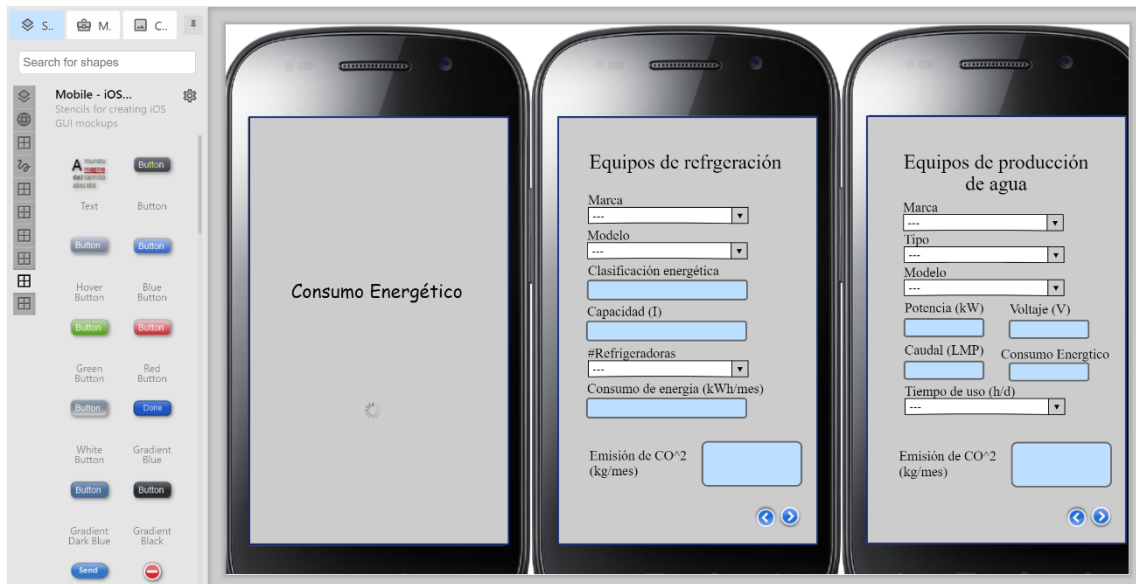 S..
M.
C..
Search for shapes
Mobile - iOS...
Stencils for creating iOS
GUI mockups
A mundu
magine
del iannito
Text
Button
Button
Button
Hover
Button
Button
Blue
Button
Button
Green
Button
Button
Red
Button
Button
White
Button
Done
Gradient
Blue
Button
Gradient
Dark Blue
Button
Gradient
Black
Send
Consumo Energético
Equipos de refrgeración
Marca
---
Modelo
---
Clasificación energética
Capacidad (I)
#Refrigeradoras
---
Consumo de energía (kWh/mes)
Emisión de CO^2
(kg/mes)
Equipos de producción
de agua
Marca
---
Tipo
---
Modelo
---
Potencia (kW)
Voltaje (V)
Caudal (LMP)
Consumo Energtico
Tiempo de uso (h/d)
---
Emisión de CO^2
(kg/mes)